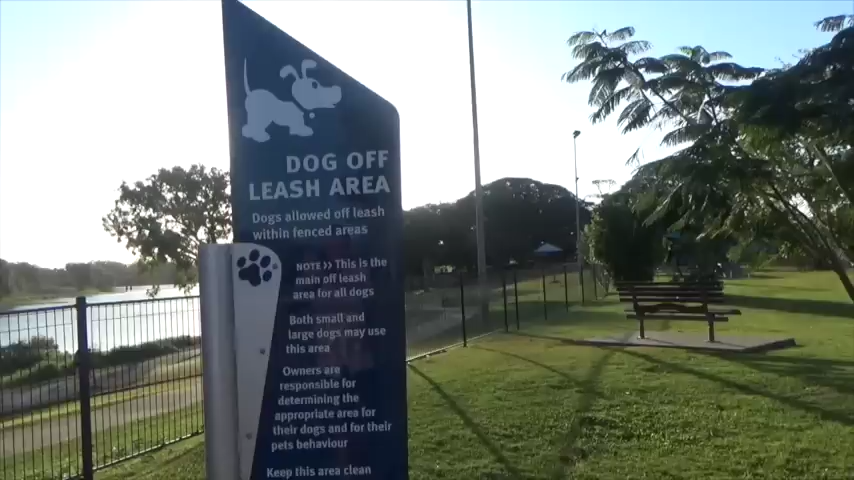 DOG OFF
LEASH AREA
Dogs allowed off leash
within fenced areas
NOTE >> This is the
main off leash
area for all dogs
Both small and
large dogs may use
this area
Owners are
responsible for
determining the
appropriate area for
their dogs and for their
pets behaviour
Keep this area clean